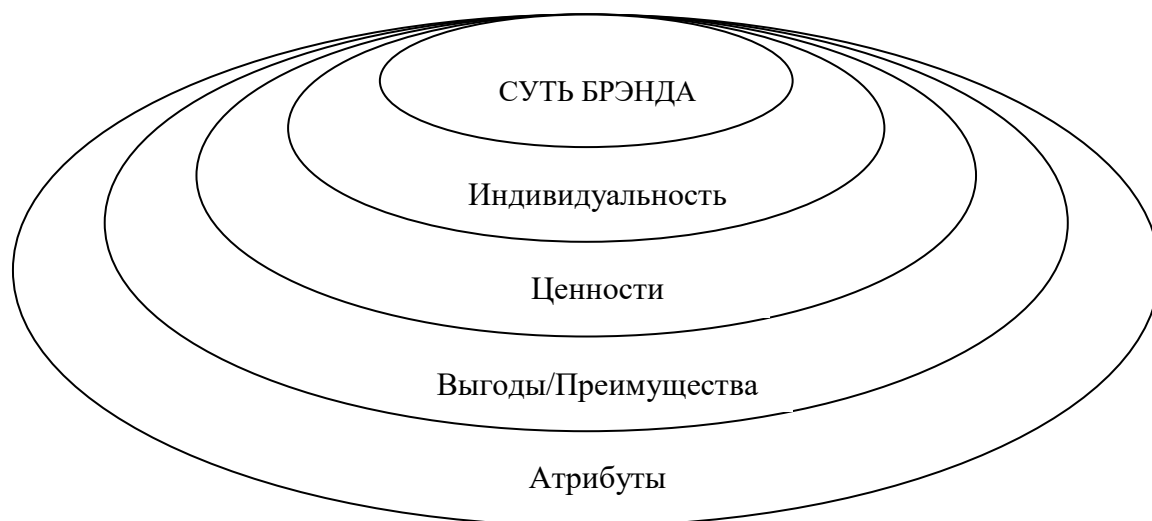 СУТЬ БРЭНДА
Индивидуальность
Ценности
Выгоды/Преимущества
Атрибуты